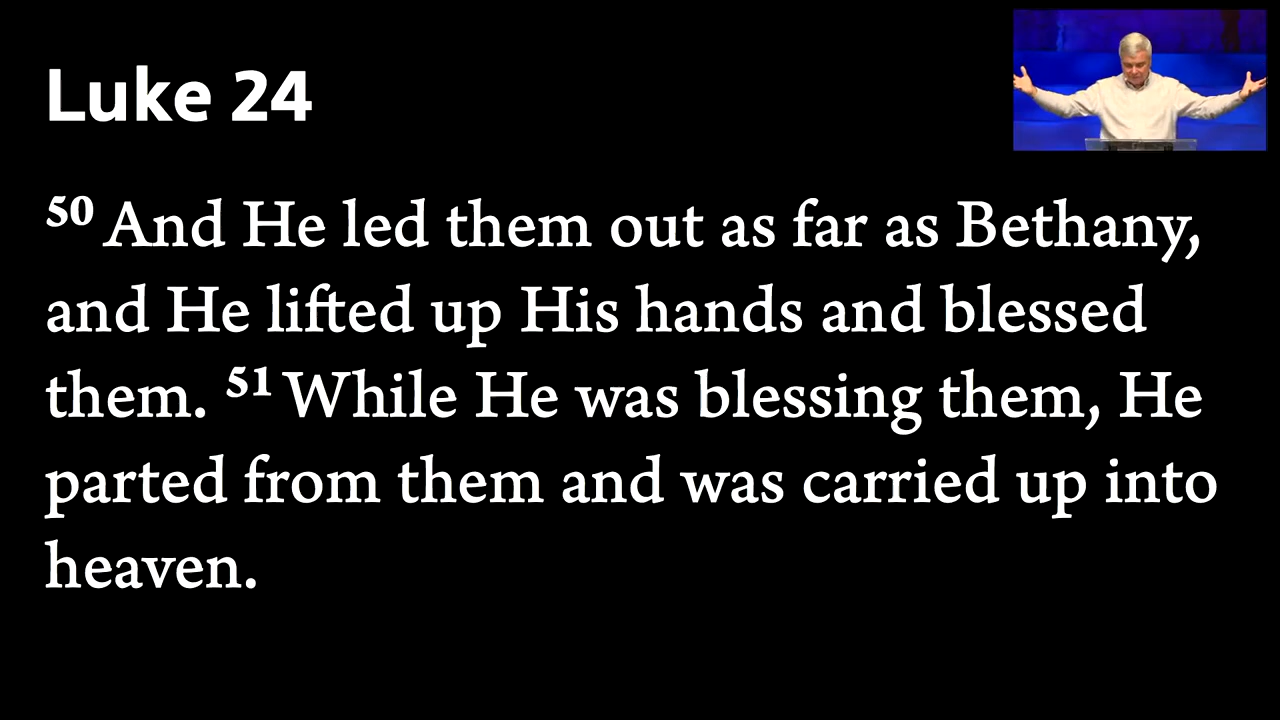 Luke 24
50 And He led them out as far as Bethany,
and He lifted up His hands and blessed
them. 51 While He was blessing them, He
parted from them and was carried up into
heaven.